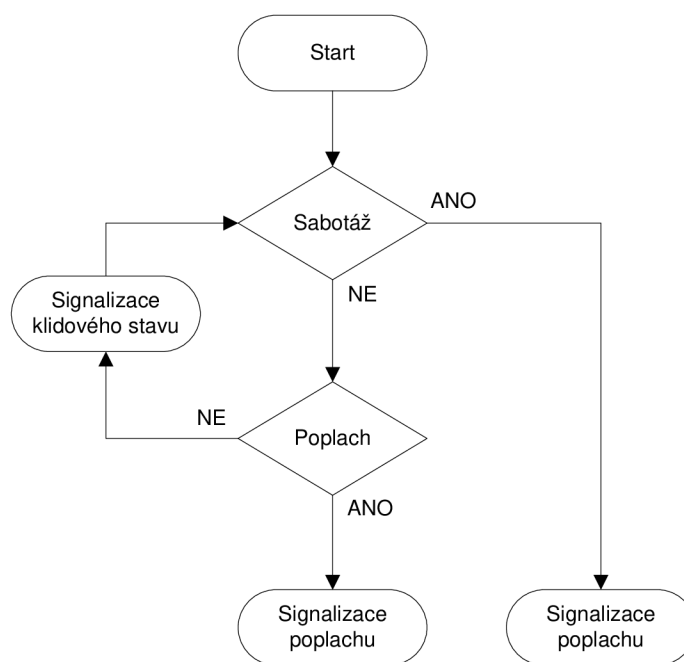 Start
Sabotáž
ANO
NE
Signalizace
klidového stavu
NE
Poplach
ANO
Signalizace
poplachu
Signalizace
poplachu